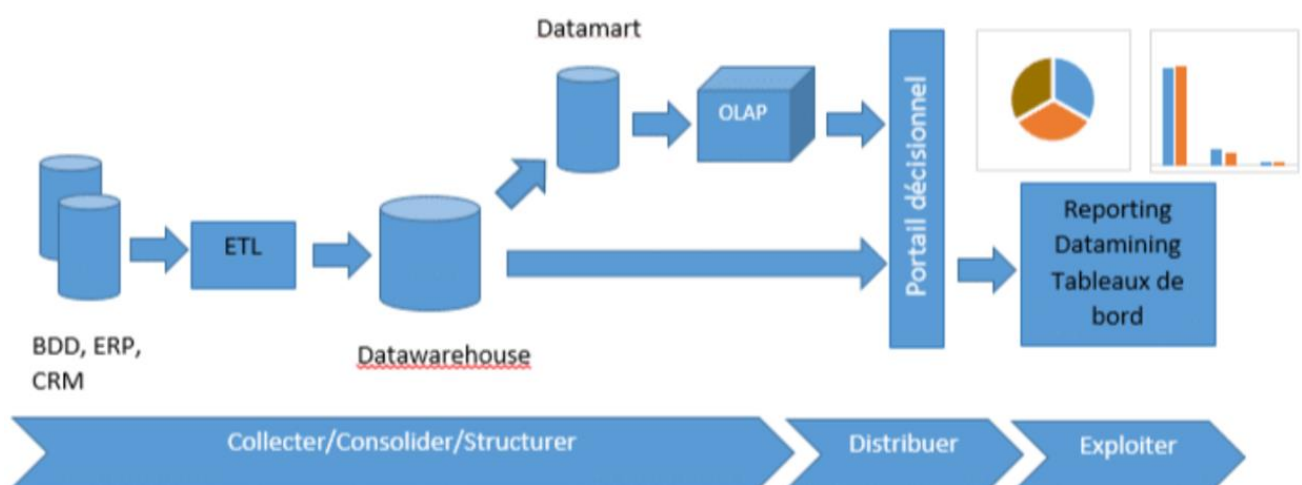 Datamart
OLAP
Portail décisionnel
ETL
Reporting
Datamining
Tableaux de
bord
BDD, ERP,
CRM
Datawarehouse
Collecter/Consolider/Structurer
Distribuer
Exploiter